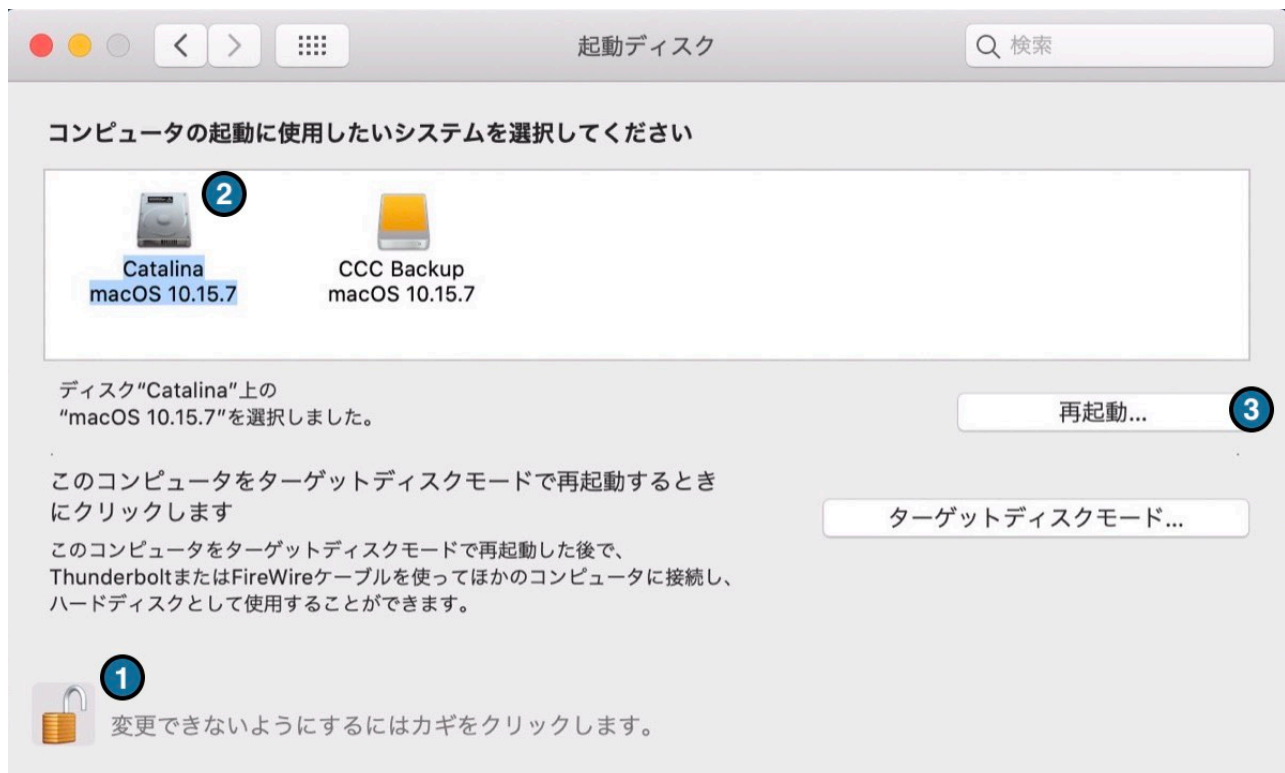 起動ディスク
検索
コンピュータの起動に使用したいシステムを選択してください
2
Catalina
macOS 10.15.7
CCC Backup
macOS 10.15.7
ディスク“Catalina”上の
“macOS 10.15.7”を選択しました。
再起動...
3
このコンピュータをターゲットディスクモードで再起動するとき
にクリックします
ターゲットディスクモード...
このコンピュータをターゲットディスクモードで再起動した後で、
ThunderboltまたはFireWireケーブルを使ってほかのコンピュータに接続し、
ハードディスクとして使用することができます。
1
変更できないようにするにはカギをクリックします。